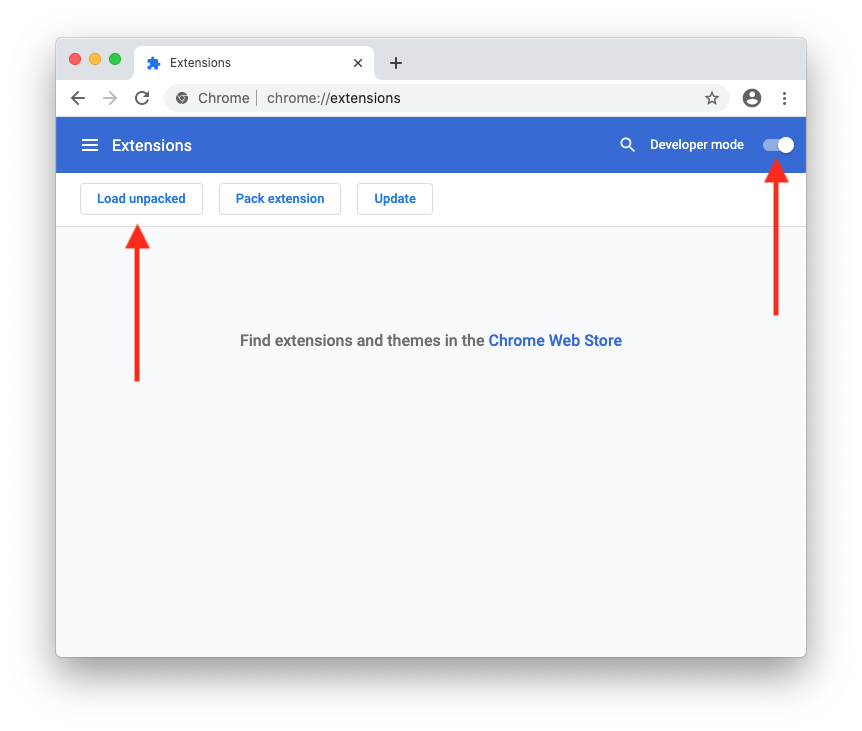 Extensions
Chrome chrome://extensions
Extensions Developer mode
Load unpacked Pack extension Update
Find extensions and themes in the Chrome Web Store